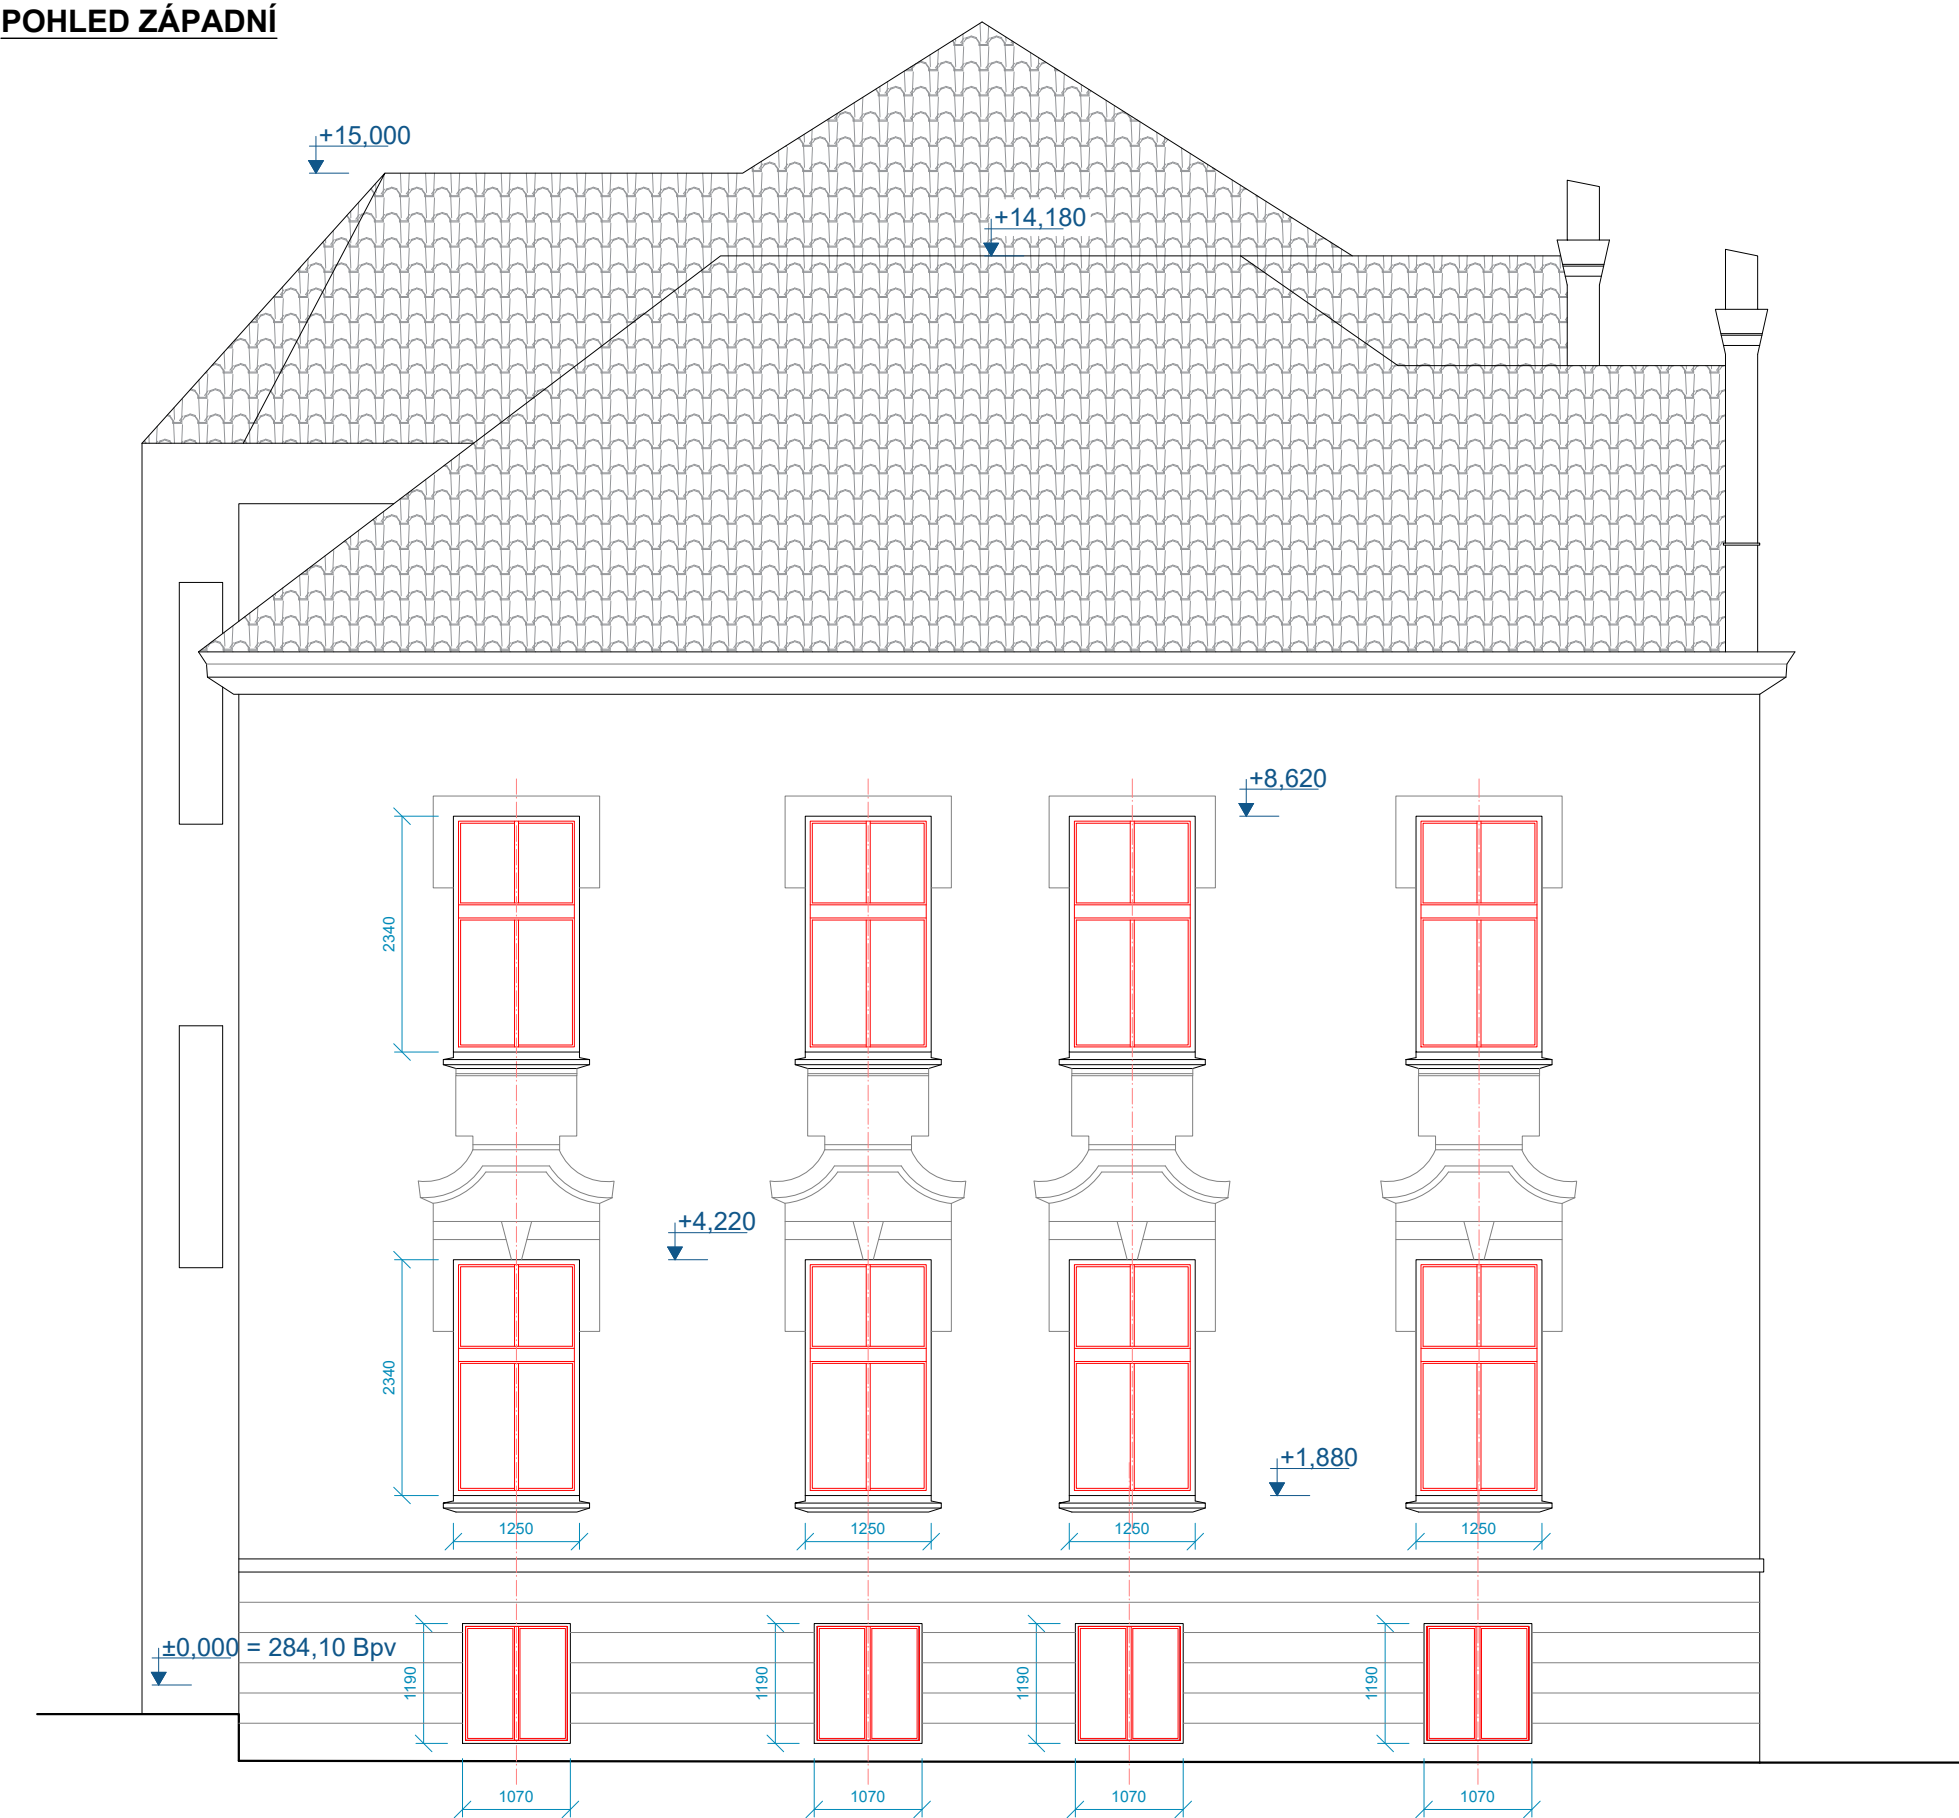 POHLED ZÁPADNÍ
+15,000
+14,180
+8,620
2340
+4,220
2340
+1,880
1250 1250 1250 1250
±0,000 = 284,10 Bpv
1190 1190 1190 1190
1070 1070 1070 1070